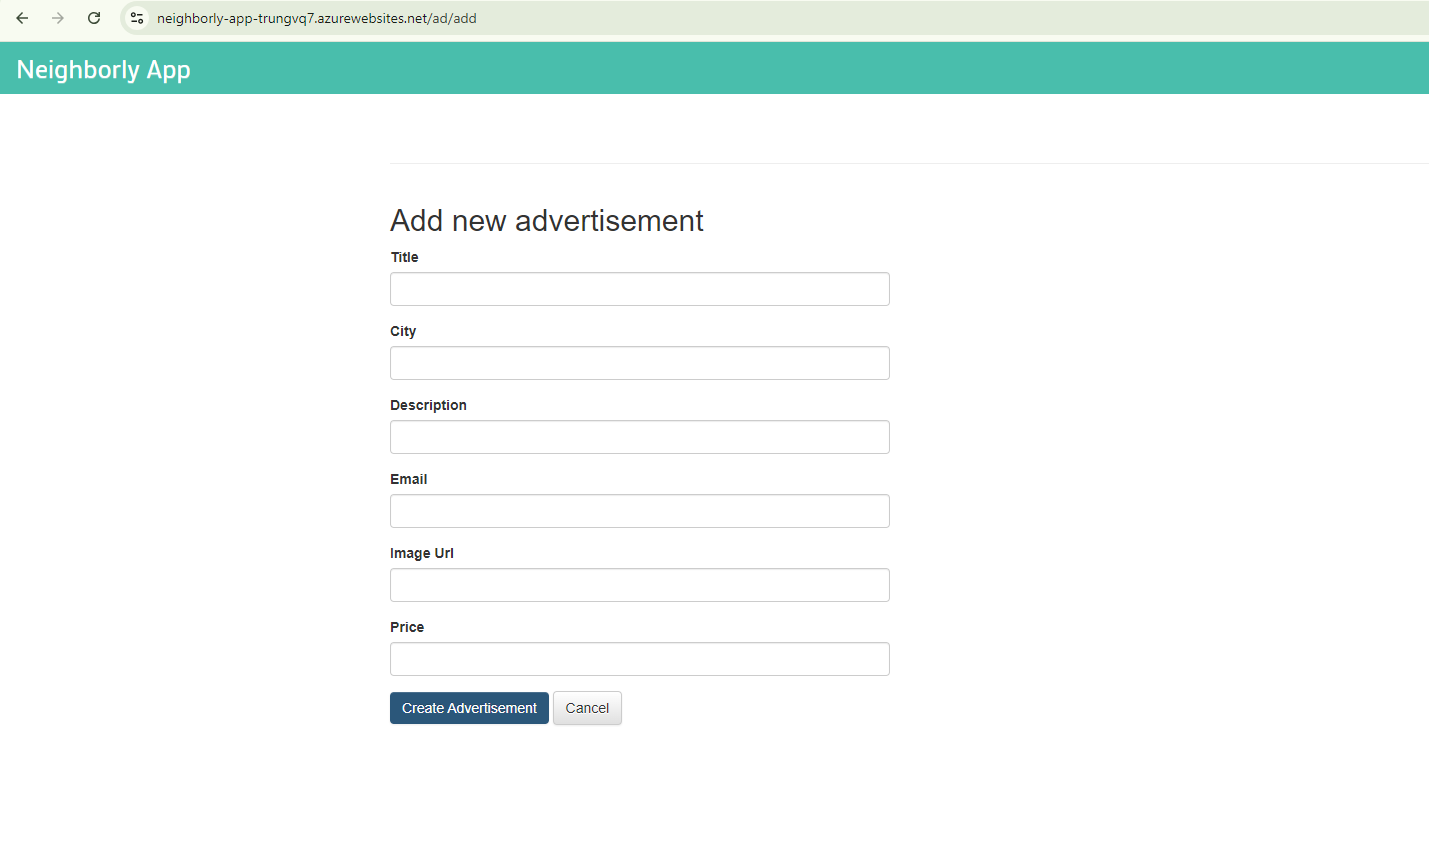 neighborly-app-trungvq7.azurewebsites.net/ad/add
Neighborly App
Add new advertisement
Title
City
Description
Email
Image Url
Price
Create Advertisement Cancel